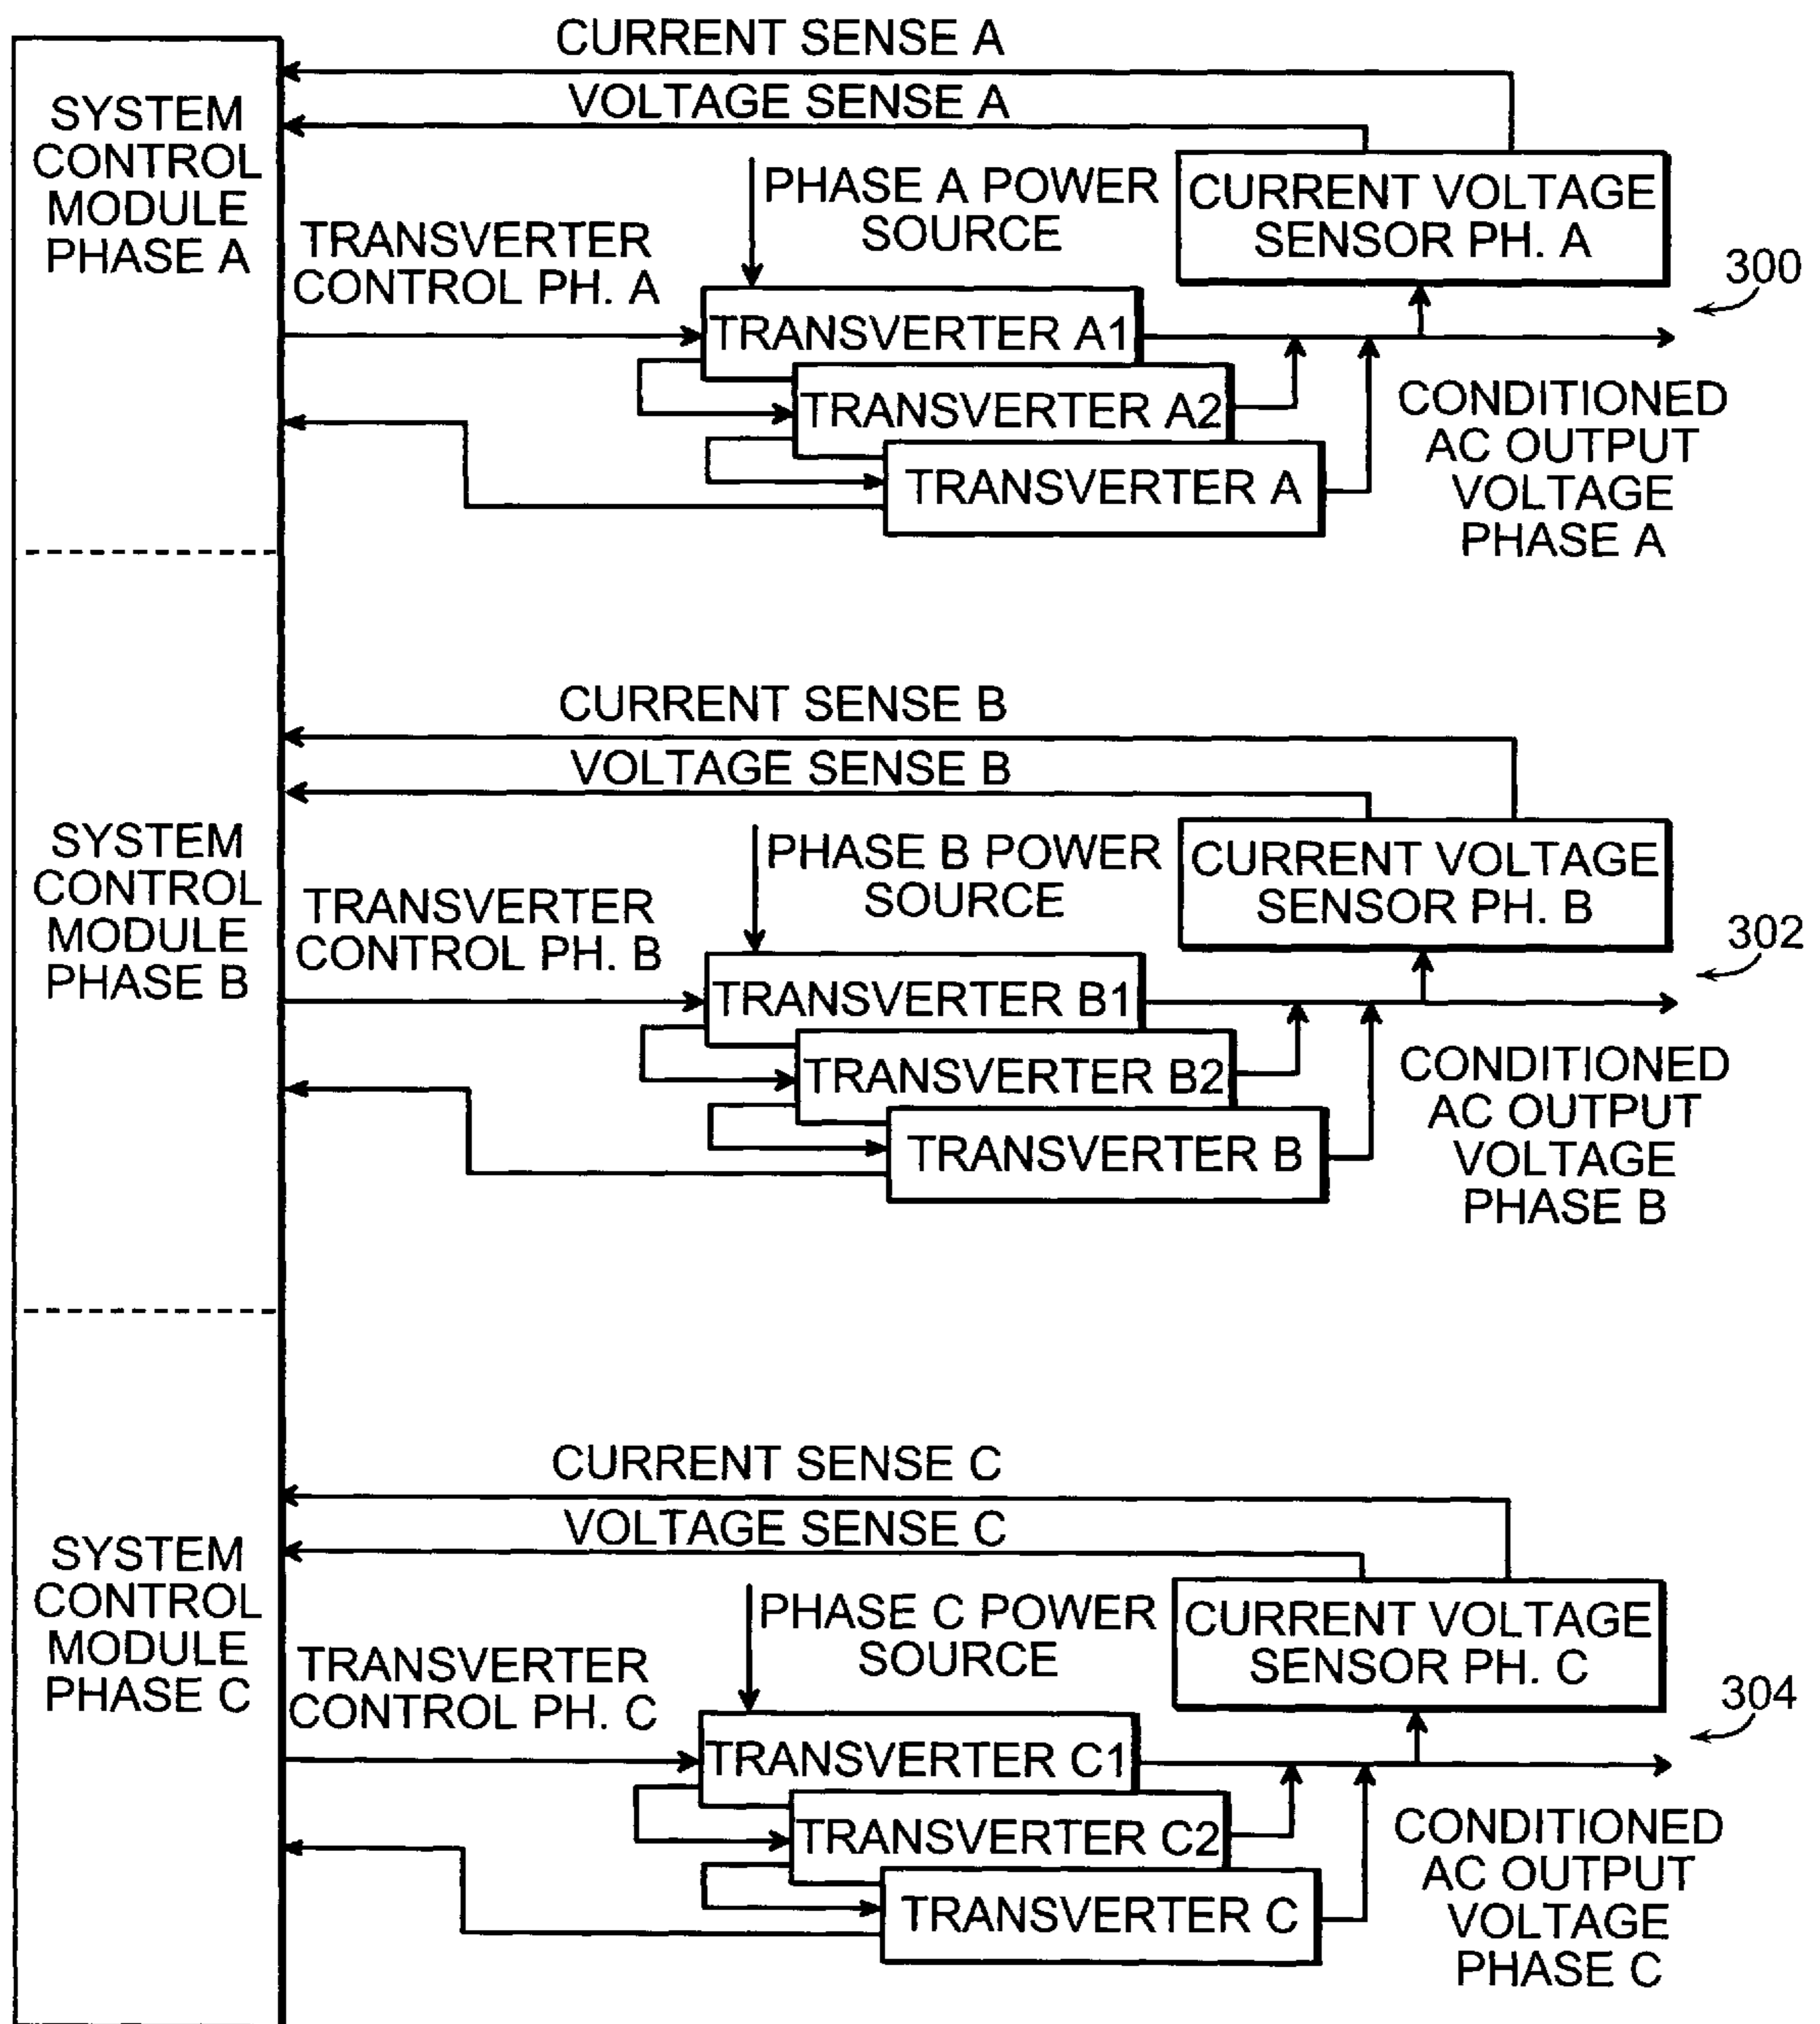 CURRENT SENSE A
VOLTAGE SENSE A
SYSTEM
CONTROL
MODULE
PHASE A
PHASE A POWER
SOURCE
CURRENT VOLTAGE
SENSOR PH. A
TRANSVERTER
CONTROL PH. A
300
TRANSVERTER A1
TRANSVERTER A2
TRANSVERTER A
CONDITIONED
AC OUTPUT
VOLTAGE
PHASE A
CURRENT SENSE B
VOLTAGE SENSE B
SYSTEM
CONTROL
MODULE
PHASE B
PHASE B POWER
SOURCE
CURRENT VOLTAGE
SENSOR PH. B
TRANSVERTER
CONTROL PH. B
302
TRANSVERTER B1
TRANSVERTER B2
TRANSVERTER B
CONDITIONED
AC OUTPUT
VOLTAGE
PHASE B
CURRENT SENSE C
VOLTAGE SENSE C
SYSTEM
CONTROL
MODULE
PHASE C
PHASE C POWER
SOURCE
CURRENT VOLTAGE
SENSOR PH. C
TRANSVERTER
CONTROL PH. C
304
TRANSVERTER C1
TRANSVERTER C2
TRANSVERTER C
CONDITIONED
AC OUTPUT
VOLTAGE
PHASE C